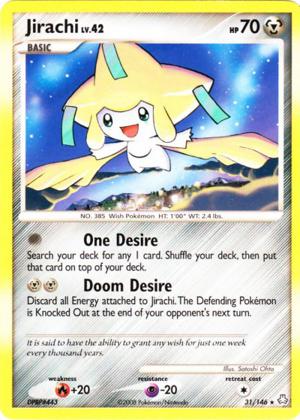 Jirachi LV.42 HP 70
BASIC
NO. 385 Wish Pokémon HT: 1'00" WT: 2.4 lbs.
One Desire
Search your deck for any 1 card. Shuffle your deck, then put
that card on top of your deck.
Doom Desire
Discard all Energy attached to Jirachi. The Defending Pokémon
is Knocked Out at the end of your opponent's next turn.
It is said to have the ability to grant any wish for just one week
every thousand years.
Illus. Satoshi Ohta
weakness resistance retreat cost
+20 -20
DPBP#443 ©2008 Pokémon/Nintendo 31/146 ★